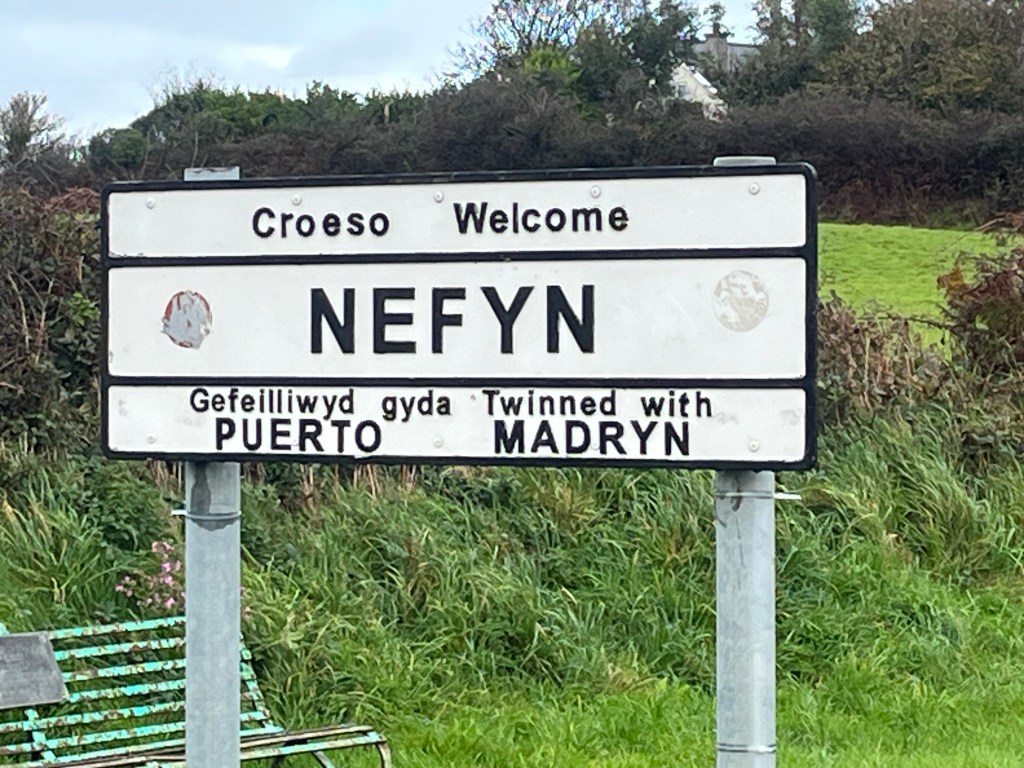 Croeso Welcome
NEFYN
Gefeilliwyd gyda Twinned with
PUERTO MADRYN